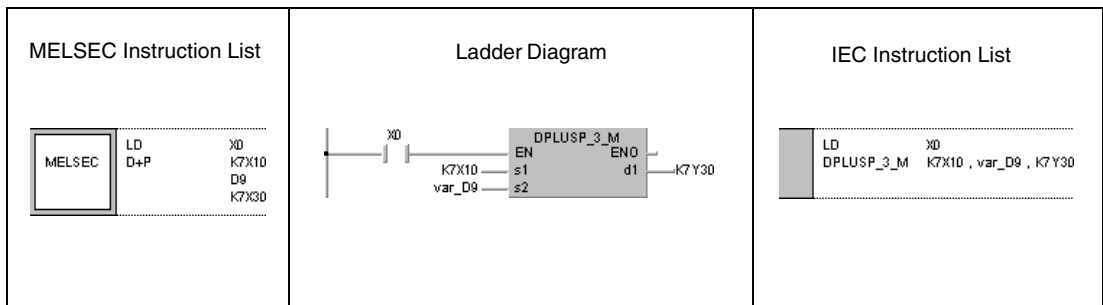 MELSEC Instruction List
MELSEC
LD X0
D+P K7X10
D9
K7X30
Ladder Diagram
X0
DPLUSP_3_M
EN ENO
K7X10 s1 d1 K7Y30
var_D9 s2
IEC Instruction List
LD X0
DPLUSP_3_M K7X10 , var_D9 , K7Y30